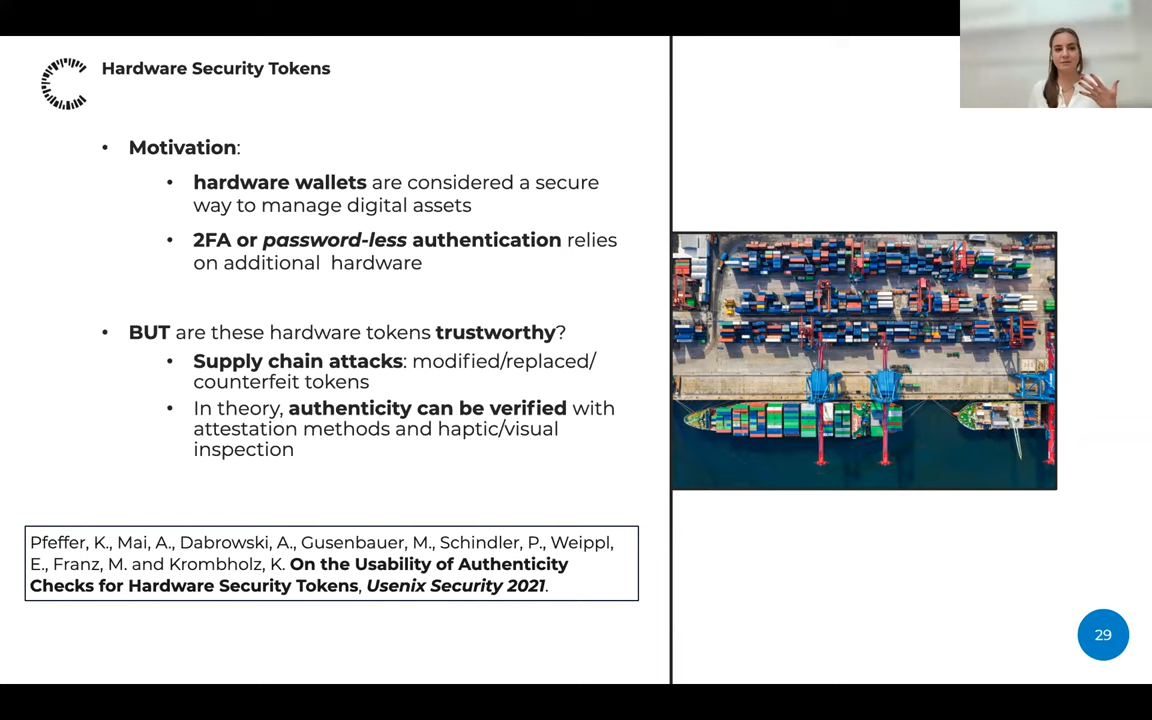 Hardware Security Tokens
• Motivation:
• hardware wallets are considered a secure
way to manage digital assets
• 2FA or password-less authentication relies
on additional hardware
• BUT are these hardware tokens trustworthy?
• Supply chain attacks: modified/replaced/
counterfeit tokens
• In theory, authenticity can be verified with
attestation methods and haptic/visual
inspection
Pfeffer, K., Mai, A., Dabrowski, A., Gusenbauer, M., Schindler, P., Weippl,
E., Franz, M. and Krombholz, K. On the Usability of Authenticity
Checks for Hardware Security Tokens, Usenix Security 2021.
29